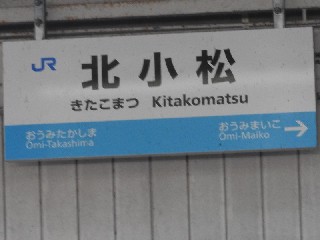 JR 北小松
きたこまつ Kitakomatsu
おうみたかしま おうみまいこ
Ōmi-Takashima Ōmi-Maiko